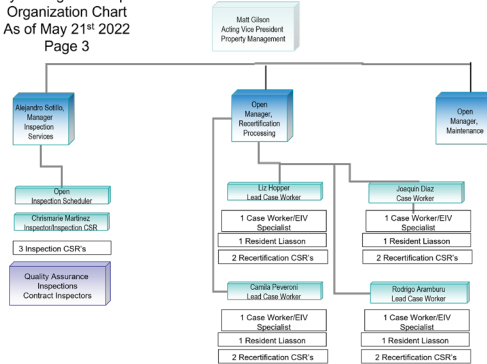 Organization Chart
As of May 21st 2022
Page 3
Matt Gilson
Acting Vice President
Property Management
Alejandro Sotillo,
Manager
Inspection
Services
Open
Manager,
Recertification
Processing
Open
Manager,
Maintenance
Open
Inspection Scheduler
Chrismarie Martinez
Inspector/Inspection CSR
3 Inspection CSR's
Quality Assurance
Inspections
Contract Inspectors
Liz Hopper
Lead Case Worker
1 Case Worker/EIV
Specialist
1 Resident Liasson
2 Recertification CSR's
Joaquin Diaz
Case Worker
1 Case Worker/EIV
Specialist
1 Resident Liasson
2 Recertification CSR's
Camila Peveroni
Lead Case Worker
1 Case Worker/EIV
Specialist
1 Resident Liasson
2 Recertification CSR's
Rodrigo Aramburu
Lead Case Worker
1 Case Worker/EIV
Specialist
1 Resident Liasson
2 Recertification CSR's